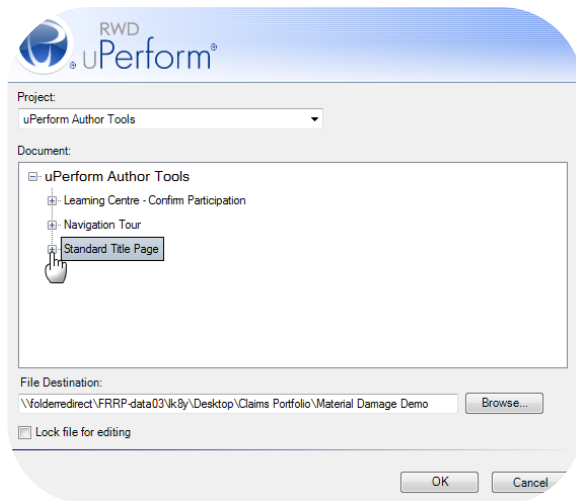 RWD
uPerform®
Project:
uPerform Author Tools
Document:
uPerform Author Tools
Learning Centre - Confirm Participation
Navigation Tour
Standard Title Page
File Destination:
\\folderredirect\FRRP-data03\lk8y\Desktop\Claims Portfolio\Material Damage Demo
Browse...
Lock file for editing
OK
Cancel